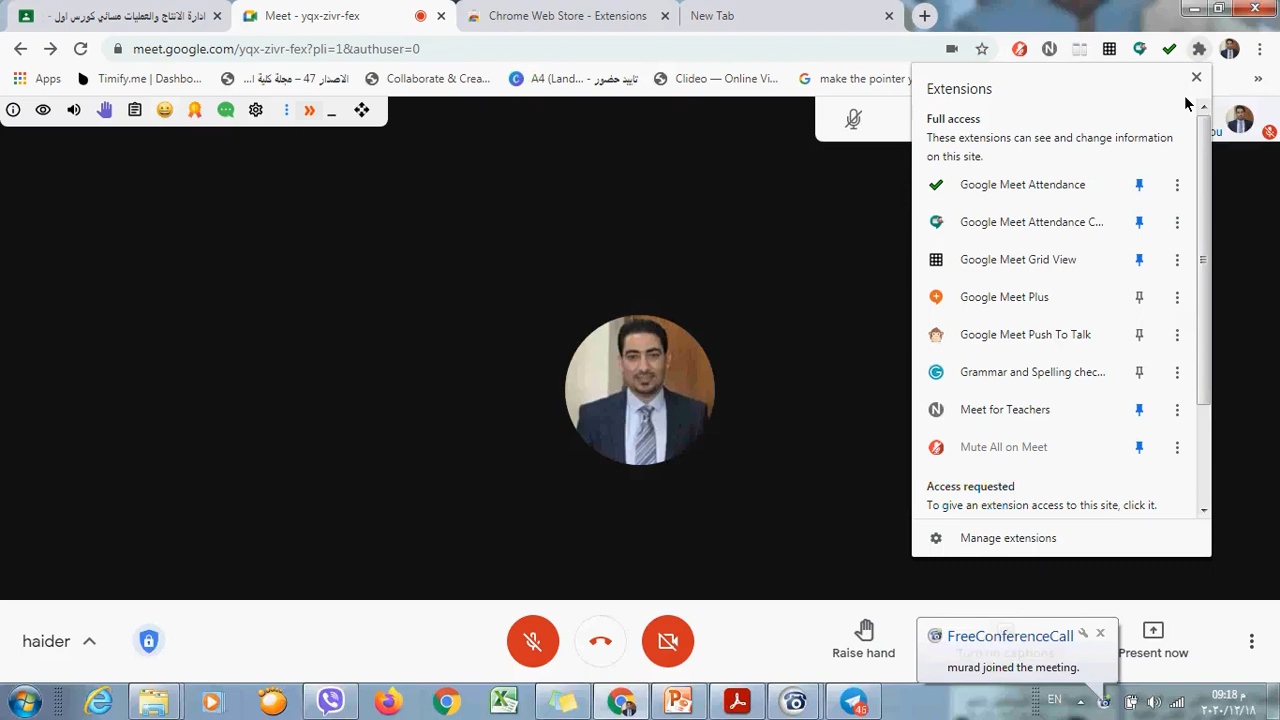 ادارة الانتاج والعمليات مسائي كورس اول -
Meet - yqx-zivr-fex
Chrome Web Store - Extensions
New Tab
meet.google.com/yqx-zivr-fex?pli=1&authuser=0
Apps
Timify.me | Dashbo...
الاصدار 47 – مجلة كلية ا...
Collaborate & Crea...
تاييد حضور - A4 (Lan...
Clideo — Online Vi...
make the pointer
»
Extensions
Full access
These extensions can see and change information
on this site.
Google Meet Attendance
Google Meet Attendance C...
Google Meet Grid View
Google Meet Plus
Google Meet Push To Talk
Grammar and Spelling chec...
Meet for Teachers
Mute All on Meet
Access requested
To give an extension access to this site, click it.
Manage extensions
haider
Raise hand
Turn on captions
Present now
FreeConferenceCall
murad joined the meeting.
46
EN
09:18 م
٢٠٢٠/١٢/١٨